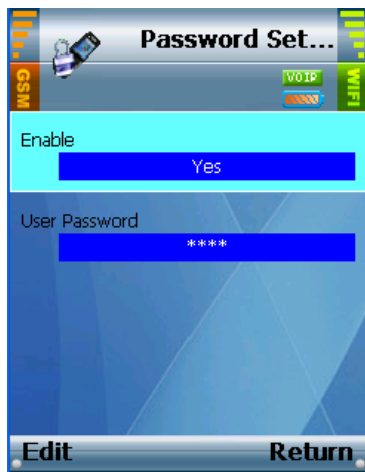 Password Set...
GSM
VOIP
WIFI
Enable
Yes
User Password
****
Edit
Return